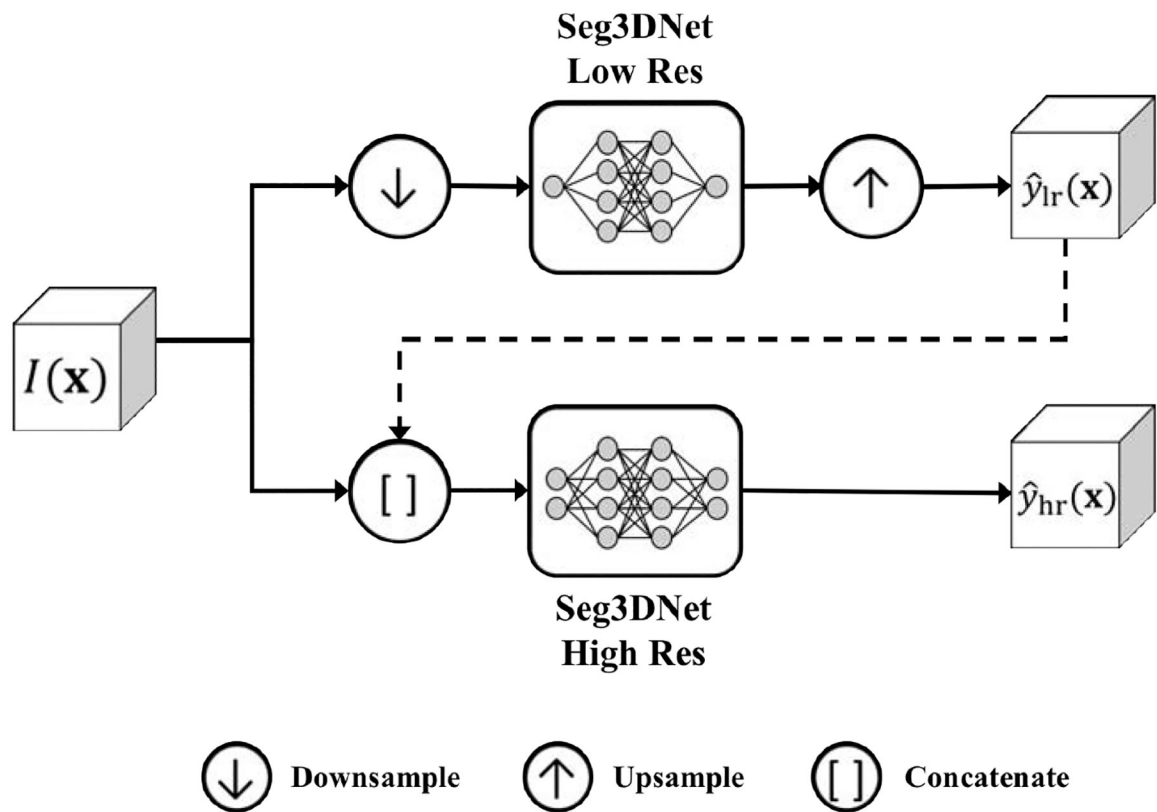 Seg3DNet
Low Res
↓
↑
ŷlr(x)
I(x)
[ ]
ŷhr(x)
Seg3DNet
High Res
↓ Downsample
↑ Upsample
[ ] Concatenate